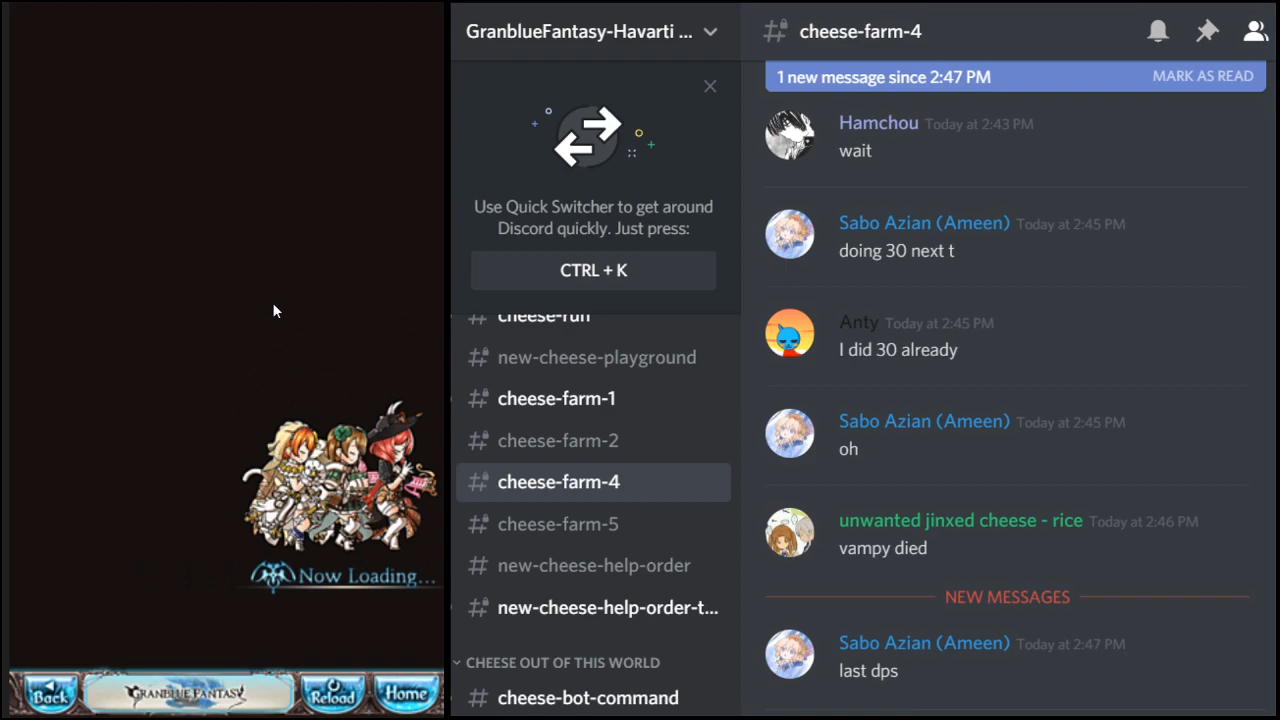 Now Loading...
Back
GRANBLUE FANTASY
Reload
Home
GranblueFantasy-Havarti ...
Use Quick Switcher to get around
Discord quickly. Just press:
CTRL + K
cheese-run
new-cheese-playground
cheese-farm-1
cheese-farm-2
cheese-farm-4
cheese-farm-5
new-cheese-help-order
new-cheese-help-order-t...
CHEESE OUT OF THIS WORLD
cheese-bot-command
cheese-farm-4
1 new message since 2:47 PM MARK AS READ
Hamchou Today at 2:43 PM
wait
Sabo Azian (Ameen) Today at 2:45 PM
doing 30 next t
Anty Today at 2:45 PM
I did 30 already
Sabo Azian (Ameen) Today at 2:45 PM
oh
unwanted jinxed cheese - rice Today at 2:46 PM
vampy died
NEW MESSAGES
Sabo Azian (Ameen) Today at 2:47 PM
last dps